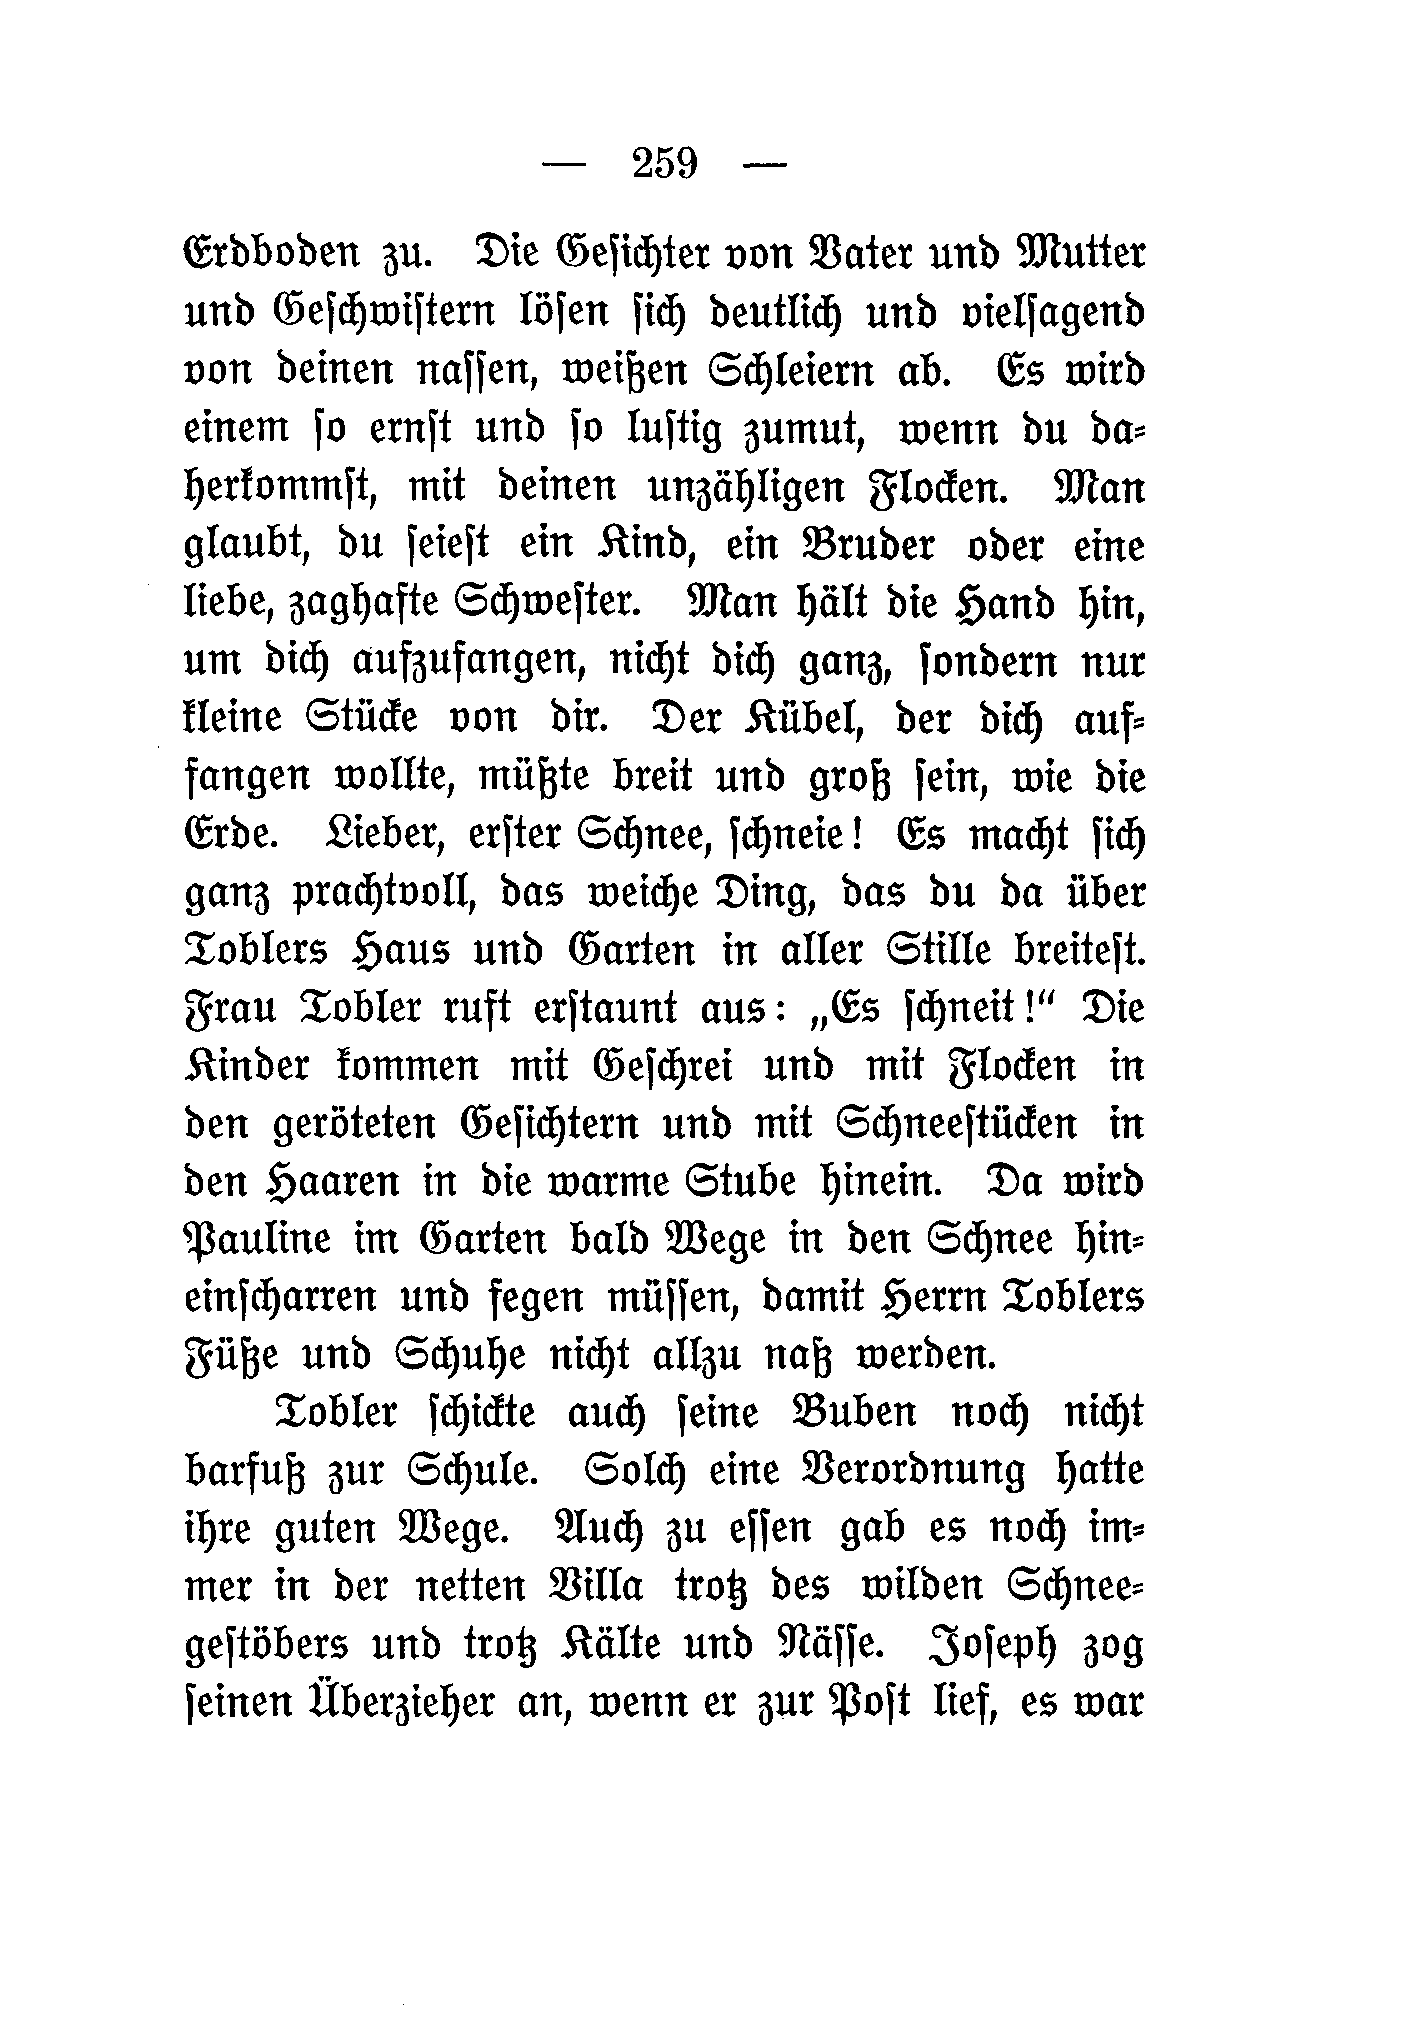 — 259 —
Erdboden zu. Die Geſichter von Vater und Mutter
und Geſchwiſtern löſen ſich deutlich und vielſagend
von deinen naſſen, weißen Schleiern ab. Es wird
einem ſo ernſt und ſo luſtig zumut, wenn du da⸗
herkommſt, mit deinen unzähligen Flocken. Man
glaubt, du ſeieſt ein Kind, ein Bruder oder eine
liebe, zaghafte Schweſter. Man hält die Hand hin,
um dich aufzufangen, nicht dich ganz, ſondern nur
kleine Stücke von dir. Der Kübel, der dich auf⸗
fangen wollte, müßte breit und groß ſein, wie die
Erde. Lieber, erſter Schnee, ſchneie! Es macht ſich
ganz prachtvoll, das weiche Ding, das du da über
Toblers Haus und Garten in aller Stille breiteſt.
Frau Tobler ruft erſtaunt aus: „Es ſchneit!“ Die
Kinder kommen mit Geſchrei und mit Flocken in
den geröteten Geſichtern und mit Schneeſtücken in
den Haaren in die warme Stube hinein. Da wird
Pauline im Garten bald Wege in den Schnee hin⸗
einſcharren und fegen müſſen, damit Herrn Toblers
Füße und Schuhe nicht allzu naß werden.
Tobler ſchickte auch ſeine Buben noch nicht
barfuß zur Schule. Solch eine Verordnung hatte
ihre guten Wege. Auch zu eſſen gab es noch im⸗
mer in der netten Villa trotz des wilden Schnee⸗
geſtöbers und trotz Kälte und Näſſe. Joſeph zog
ſeinen Überzieher an, wenn er zur Poſt lief, es war